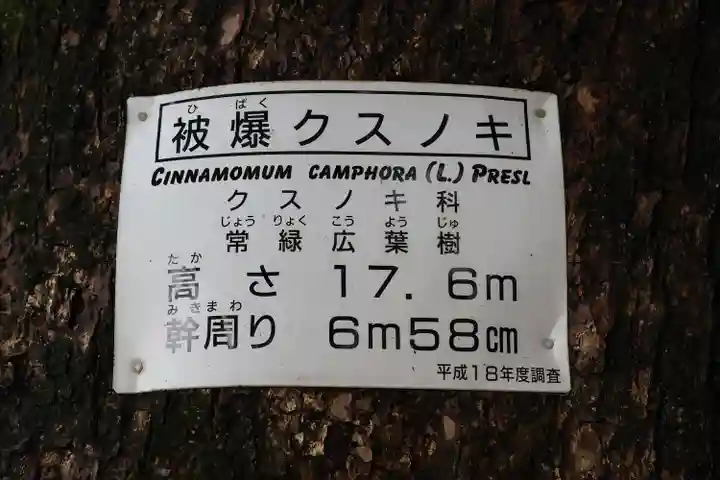 ひ ばく
被爆クスノキ
CINNAMOMUM CAMPHORA (L.) PRESL
クスノキ科
じょう りょく こう よう じゅ
常緑広葉樹
たか
高さ 17.6m
みきまわ
幹周り 6m58cm
平成18年度調査